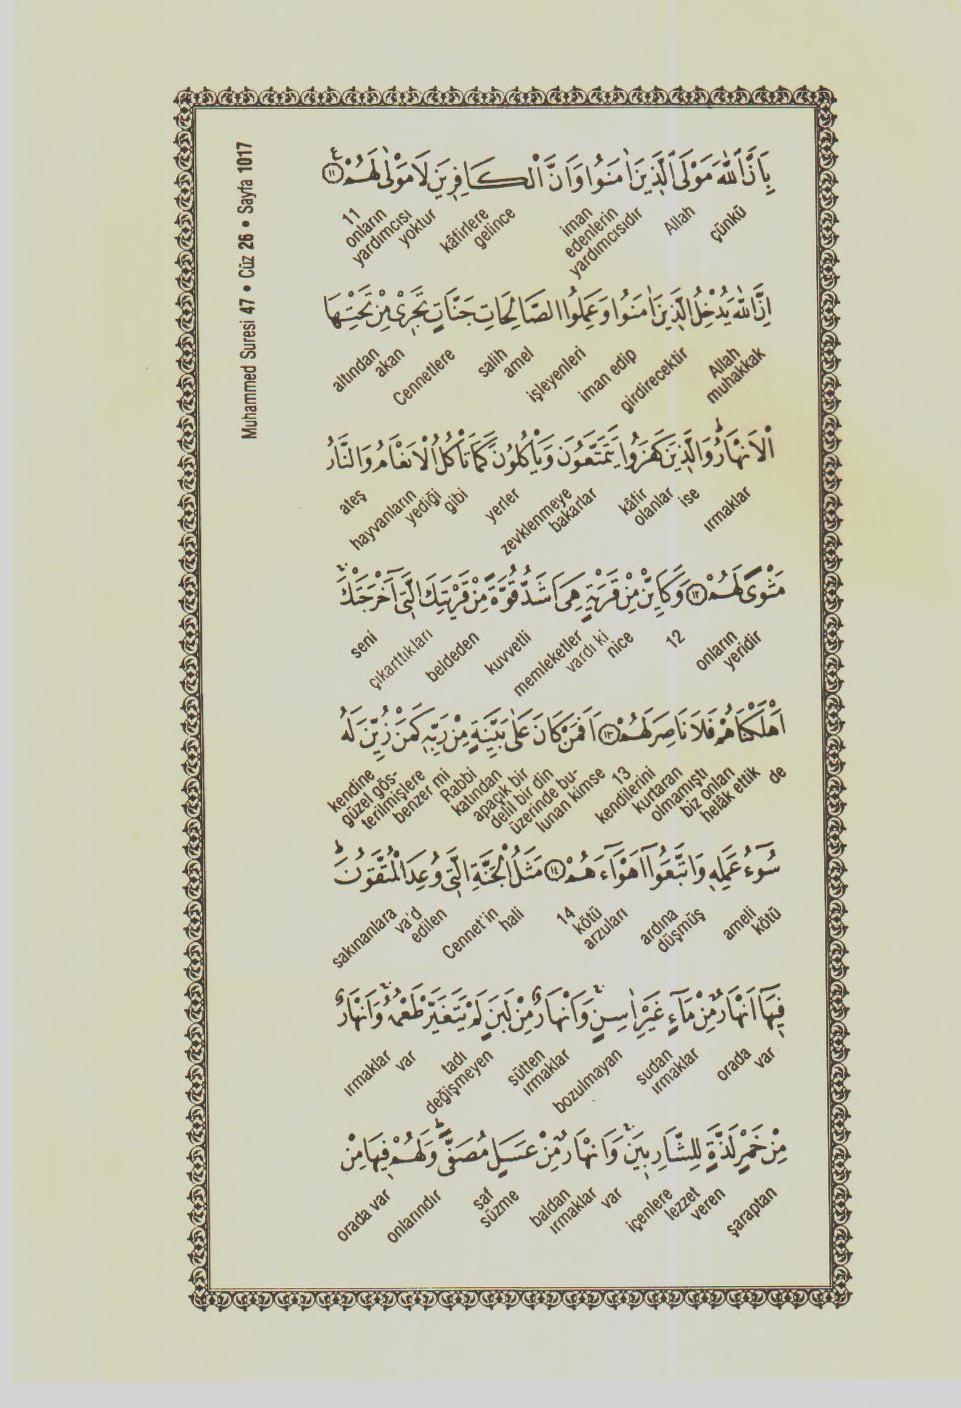 Muhammed Suresi 47 • Cüz 26 • Sayfa 1017
بِاَنَّ اللّٰهَ مَوْلَى الَّذ۪ينَ اٰمَنُوا وَاَنَّ الْكَافِر۪ينَ لَا مَوْلٰى لَهُمْ ﴿١١﴾
çünkü Allah iman edenlerin yardımcısıdır kâfirlere gelince onların yardımcısı yoktur 11
اِنَّ اللّٰهَ يُدْخِلُ الَّذ۪ينَ اٰمَنُوا وَعَمِلُوا الصَّالِحَاتِ جَنَّاتٍ تَجْر۪ي مِنْ تَحْتِهَا
Allah muhakkak girdirecektir iman edip işleyenleri salih amel Cennetlere akan altından
الْاَنْهَارُۜ وَالَّذ۪ينَ كَفَرُوا يَتَمَتَّعُونَ وَيَأْكُلُونَ كَمَا تَأْكُلُ الْاَنْعَامُ وَالنَّارُ
ırmaklar ise kâfir olanlar zevklenmeye bakarlar yerler gibi hayvanların yediği ateş
مَثْوًى لَهُمْ ﴿١٢﴾ وَكَاَيِّنْ مِنْ قَرْيَةٍ هِيَ اَشَدُّ قُوَّةً مِنْ قَرْيَتِكَ الَّت۪ٓي اَخْرَجَتْكَۚ
onların yeridir 12 nice memleketler vardı ki kuvvetli beldeden çıkarttıkları seni
اَهْلَكْنَاهُمْ فَلَا نَاصِرَ لَهُمْ ﴿١٣﴾ اَفَمَنْ كَانَ عَلٰى بَيِّنَةٍ مِنْ رَبِّه۪ كَمَنْ زُيِّنَ لَهُ
de biz onları helâk ettik kurtaran olmamıştı kendilerini 13 apaçık bir delil bir din üzerinde bu- lunan kimse Rabbi katından benzer mi kendine güzel gös- terilmişlere
سُٓوءُ عَمَلِه۪ وَاتَّبَعُٓوا اَهْوَٓاءَهُمْ ﴿١٤﴾ مَثَلُ الْجَنَّةِ الَّت۪ي وُعِدَ الْمُتَّقُونَۜ
ameli kötü ardına düşmüş kötü arzuları 14 hali Cennet'in va'd edilen sakınanlara
ف۪يهَٓا اَنْهَارٌ مِنْ مَٓاءٍ غَيْرِ اٰسِنٍۚ وَاَنْهَارٌ مِنْ لَبَنٍ لَمْ يَتَغَيَّرْ طَعْمُهُۚ وَاَنْهَارٌ
orada var sudan ırmaklar bozulmayan sütten ırmaklar tadı değişmeyen var ırmaklar
مِنْ خَمْرٍ لَذَّةٍ لِلشَّارِب۪ينَۚ وَاَنْهَارٌ مِنْ عَسَلٍ مُصَفًّىۜ وَلَهُمْ ف۪يهَا مِنْ
şaraptan lezzet veren içenlere var baldan ırmaklar saf süzme onlarındır orada var